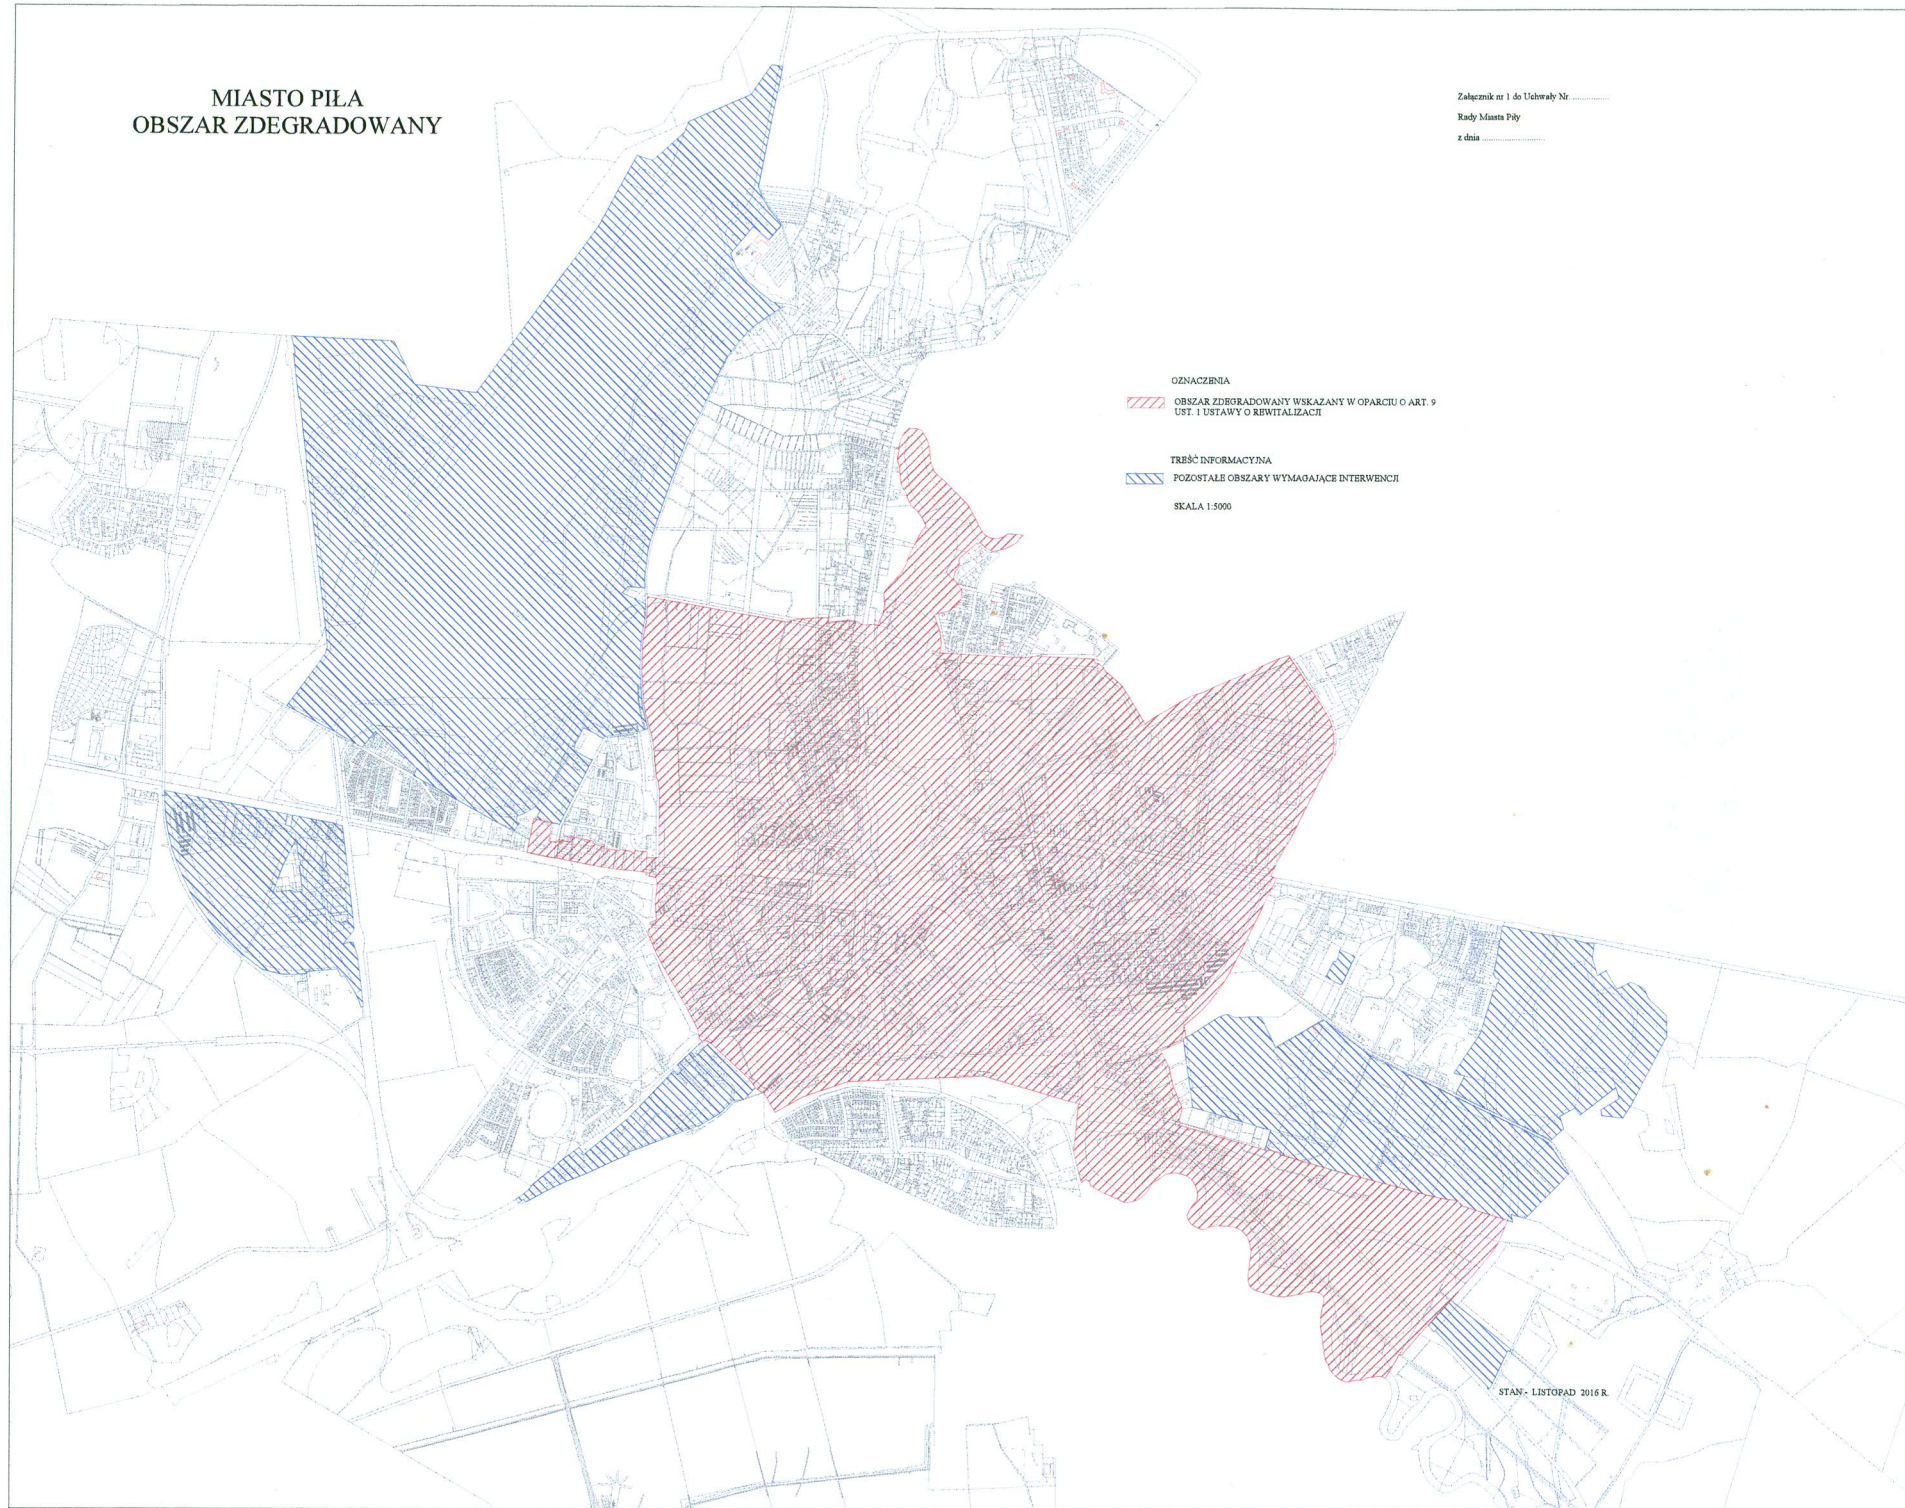 MIASTO PIŁA
OBSZAR ZDEGRADOWANY
Załącznik nr 1 do Uchwały Nr ................
Rady Miasta Piły
z dnia ...........................
OZNACZENIA
OBSZAR ZDEGRADOWANY WSKAZANY W OPARCIU O ART. 9
UST. 1 USTAWY O REWITALIZACJI
TREŚĆ INFORMACYJNA
POZOSTAŁE OBSZARY WYMAGAJĄCE INTERWENCJI
SKALA 1:5000
STAN - LISTOPAD 2016 R.